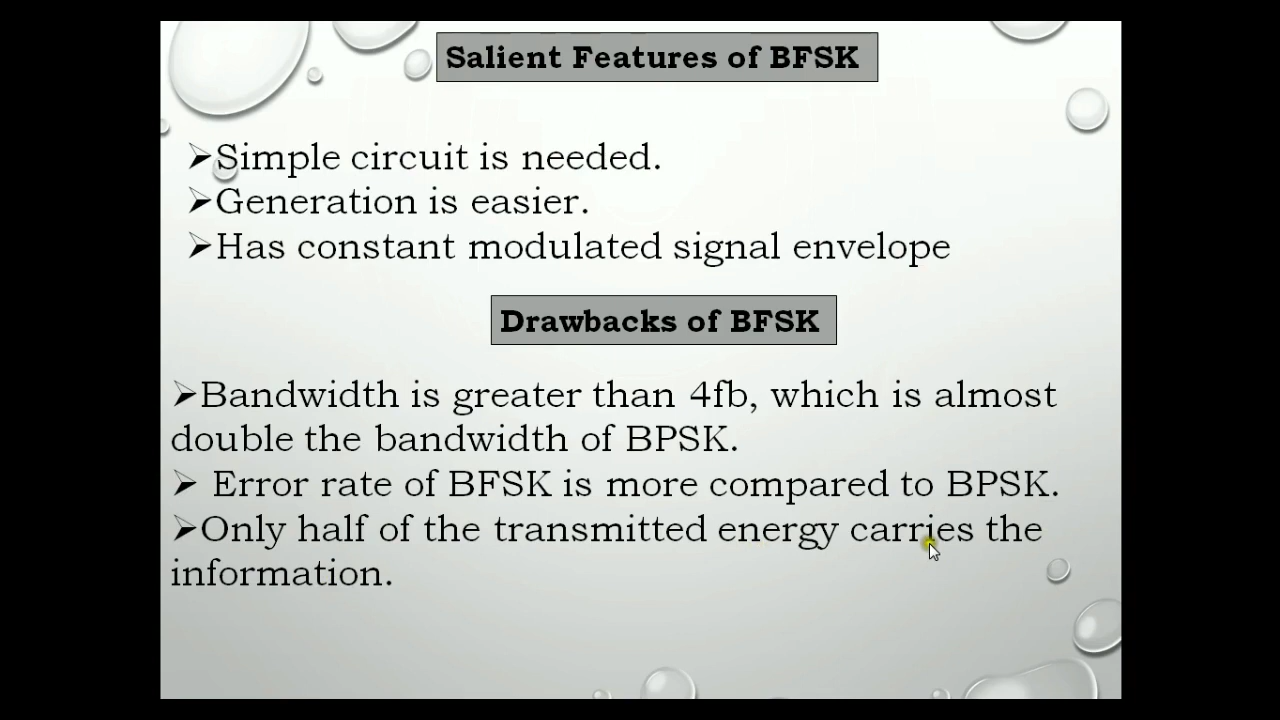 Salient Features of BFSK
➢Simple circuit is needed.
➢Generation is easier.
➢Has constant modulated signal envelope
Drawbacks of BFSK
➢Bandwidth is greater than 4fb, which is almost
double the bandwidth of BPSK.
➢ Error rate of BFSK is more compared to BPSK.
➢Only half of the transmitted energy carries the
information.